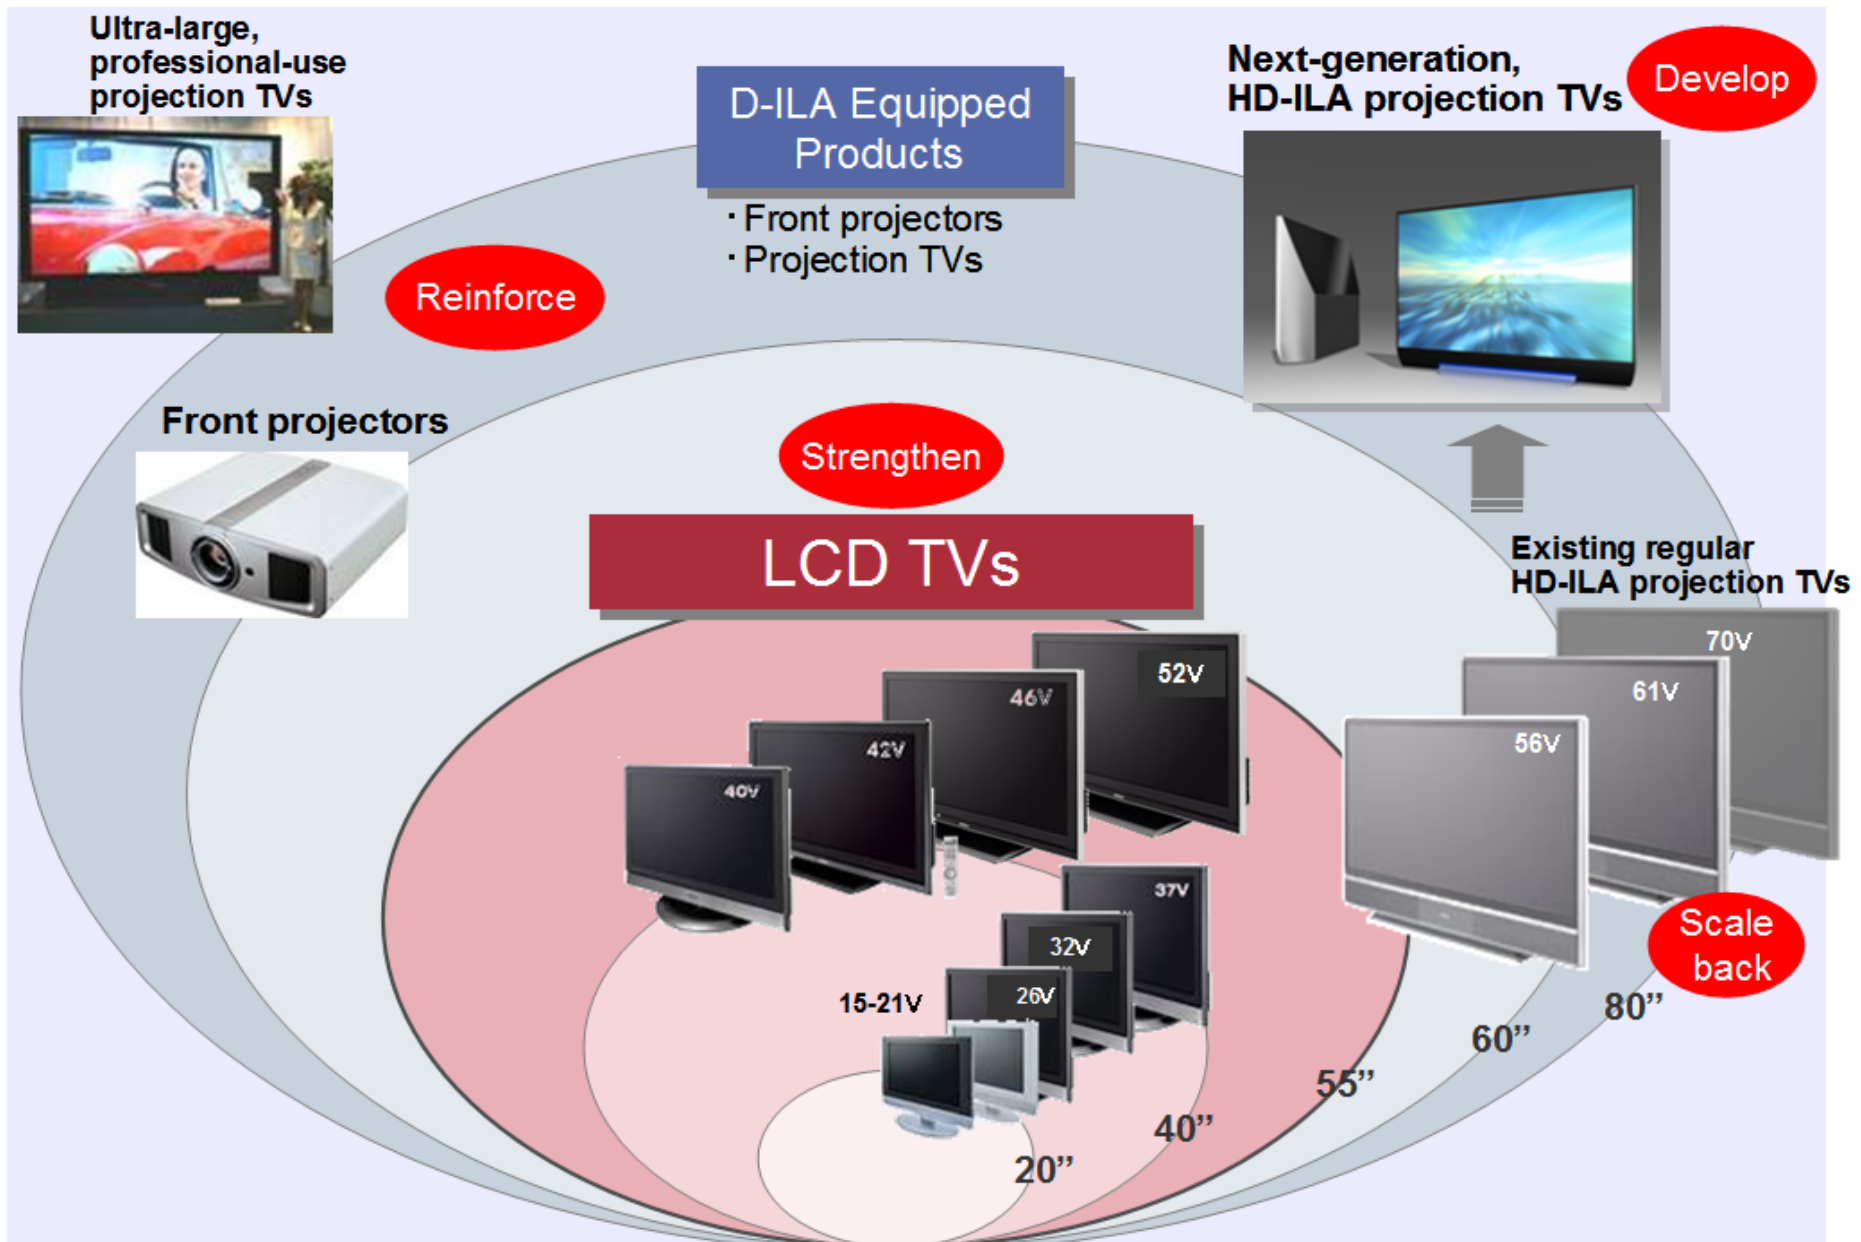 Ultra-large,
professional-use
projection TVs
D-ILA Equipped
Products
・Front projectors
・Projection TVs
Next-generation,
HD-ILA projection TVs
Develop
Reinforce
Front projectors
Strengthen
LCD TVs
Existing regular
HD-ILA projection TVs
70V
61V
56V
52V
46V
42V
40V
37V
32V
26V
15-21V
Scale
back
80”
60”
55”
40”
20”